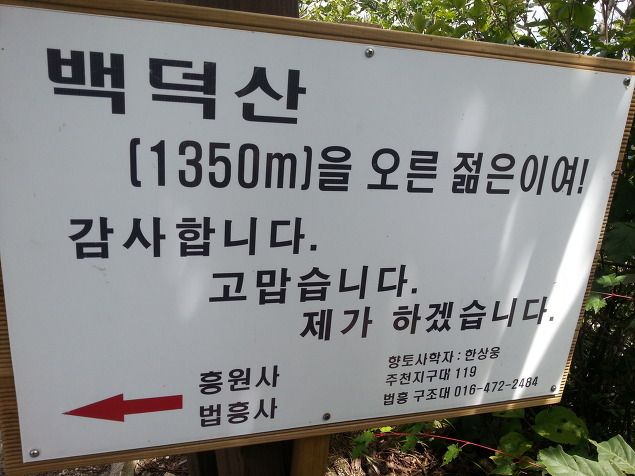 백덕산
(1350m)을 오른 젊은이여!
감사합니다.
고맙습니다.
제가 하겠습니다.
흥원사
법흥사
향토사학자 : 한상웅
주천지구대 119
법흥 구조대 016-472-2484